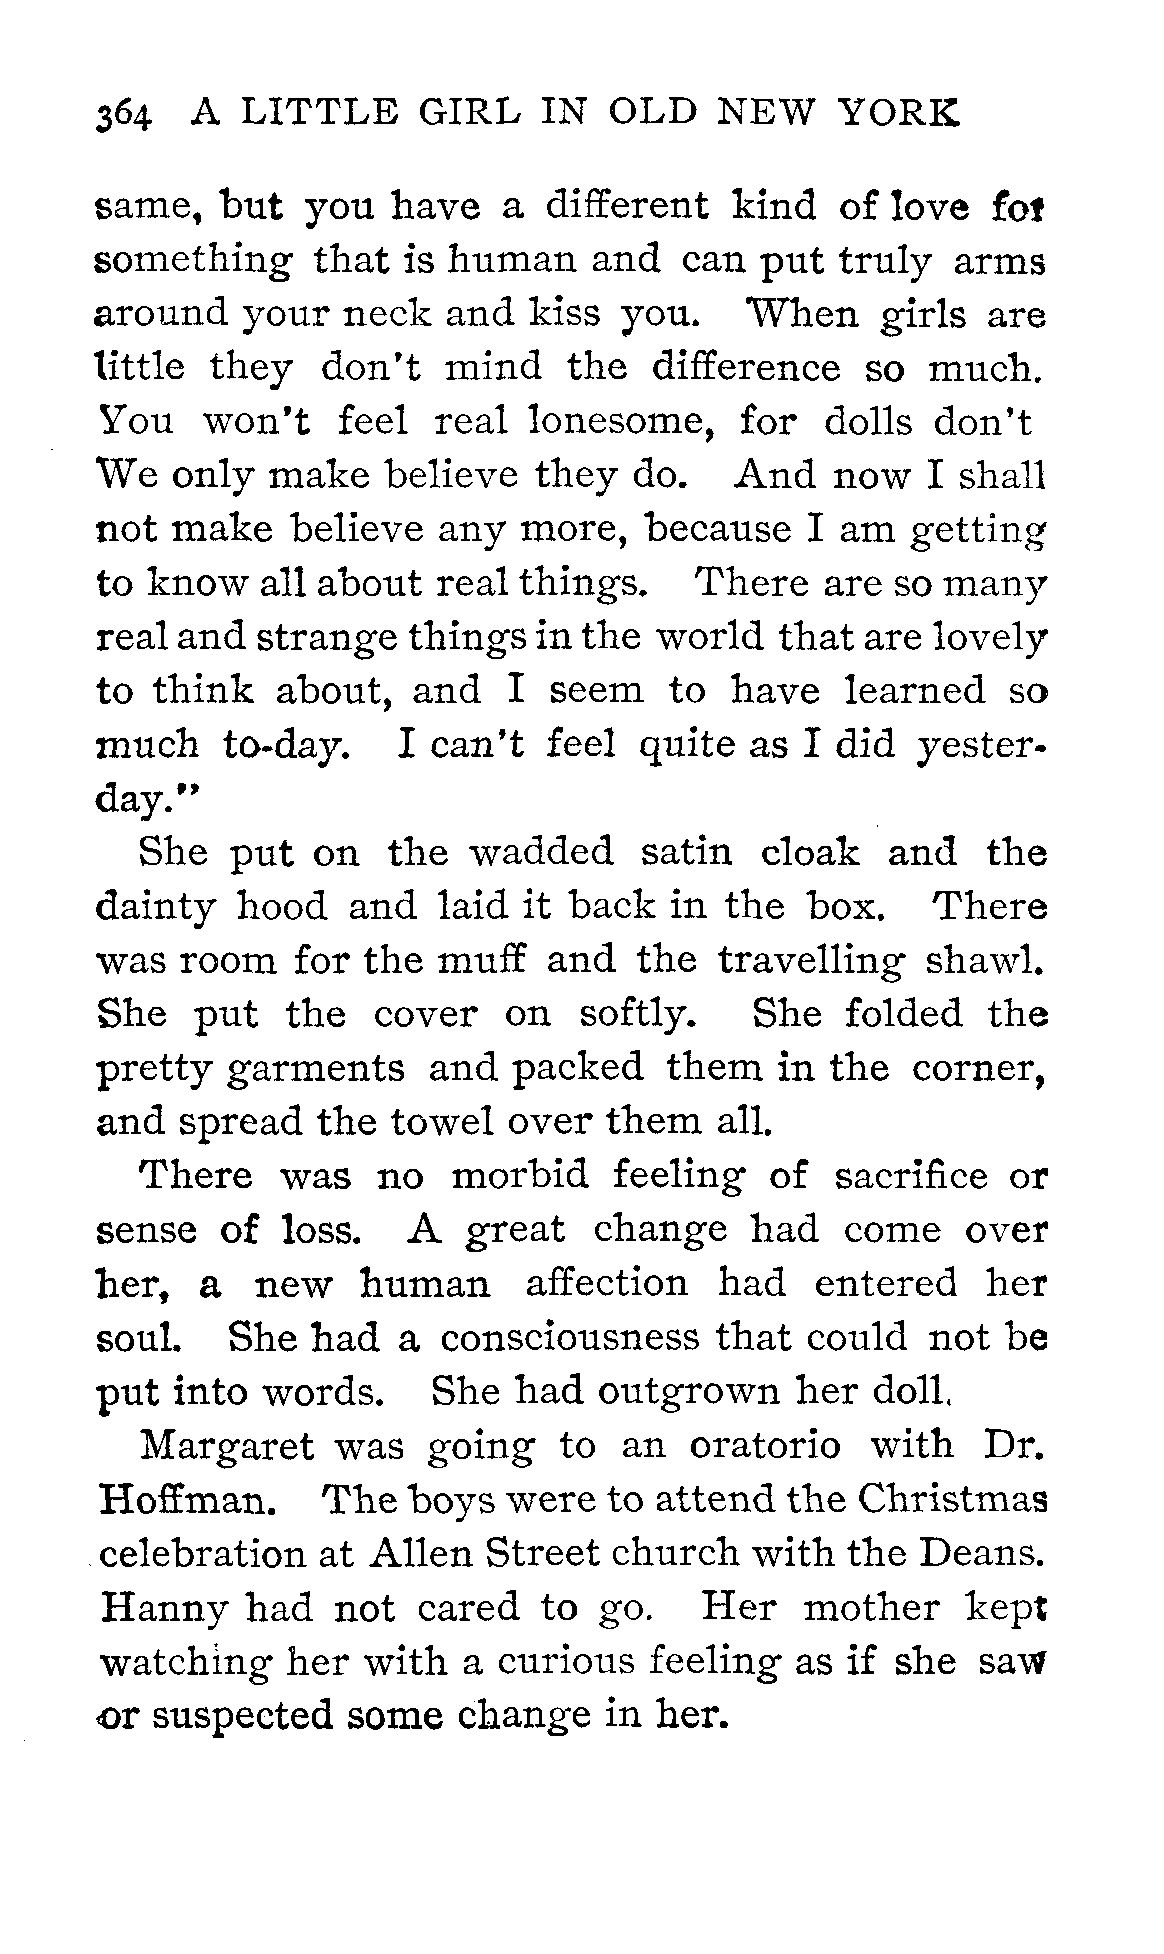 364 A LITTLE GIRL IN OLD NEW YORK
same, but you have a different kind of love for
something that is human and can put truly arms
around your neck and kiss you. When girls are
little they don't mind the difference so much.
You won't feel real lonesome, for dolls don't
We only make believe they do. And now I shall
not make believe any more, because I am getting
to know all about real things. There are so many
real and strange things in the world that are lovely
to think about, and I seem to have learned so
much to-day. I can't feel quite as I did yester-
day."
She put on the wadded satin cloak and the
dainty hood and laid it back in the box. There
was room for the muff and the travelling shawl.
She put the cover on softly. She folded the
pretty garments and packed them in the corner,
and spread the towel over them all.
There was no morbid feeling of sacrifice or
sense of loss. A great change had come over
her, a new human affection had entered her
soul. She had a consciousness that could not be
put into words. She had outgrown her doll.
Margaret was going to an oratorio with Dr.
Hoffman. The boys were to attend the Christmas
celebration at Allen Street church with the Deans.
Hanny had not cared to go. Her mother kept
watching her with a curious feeling as if she saw
or suspected some change in her.